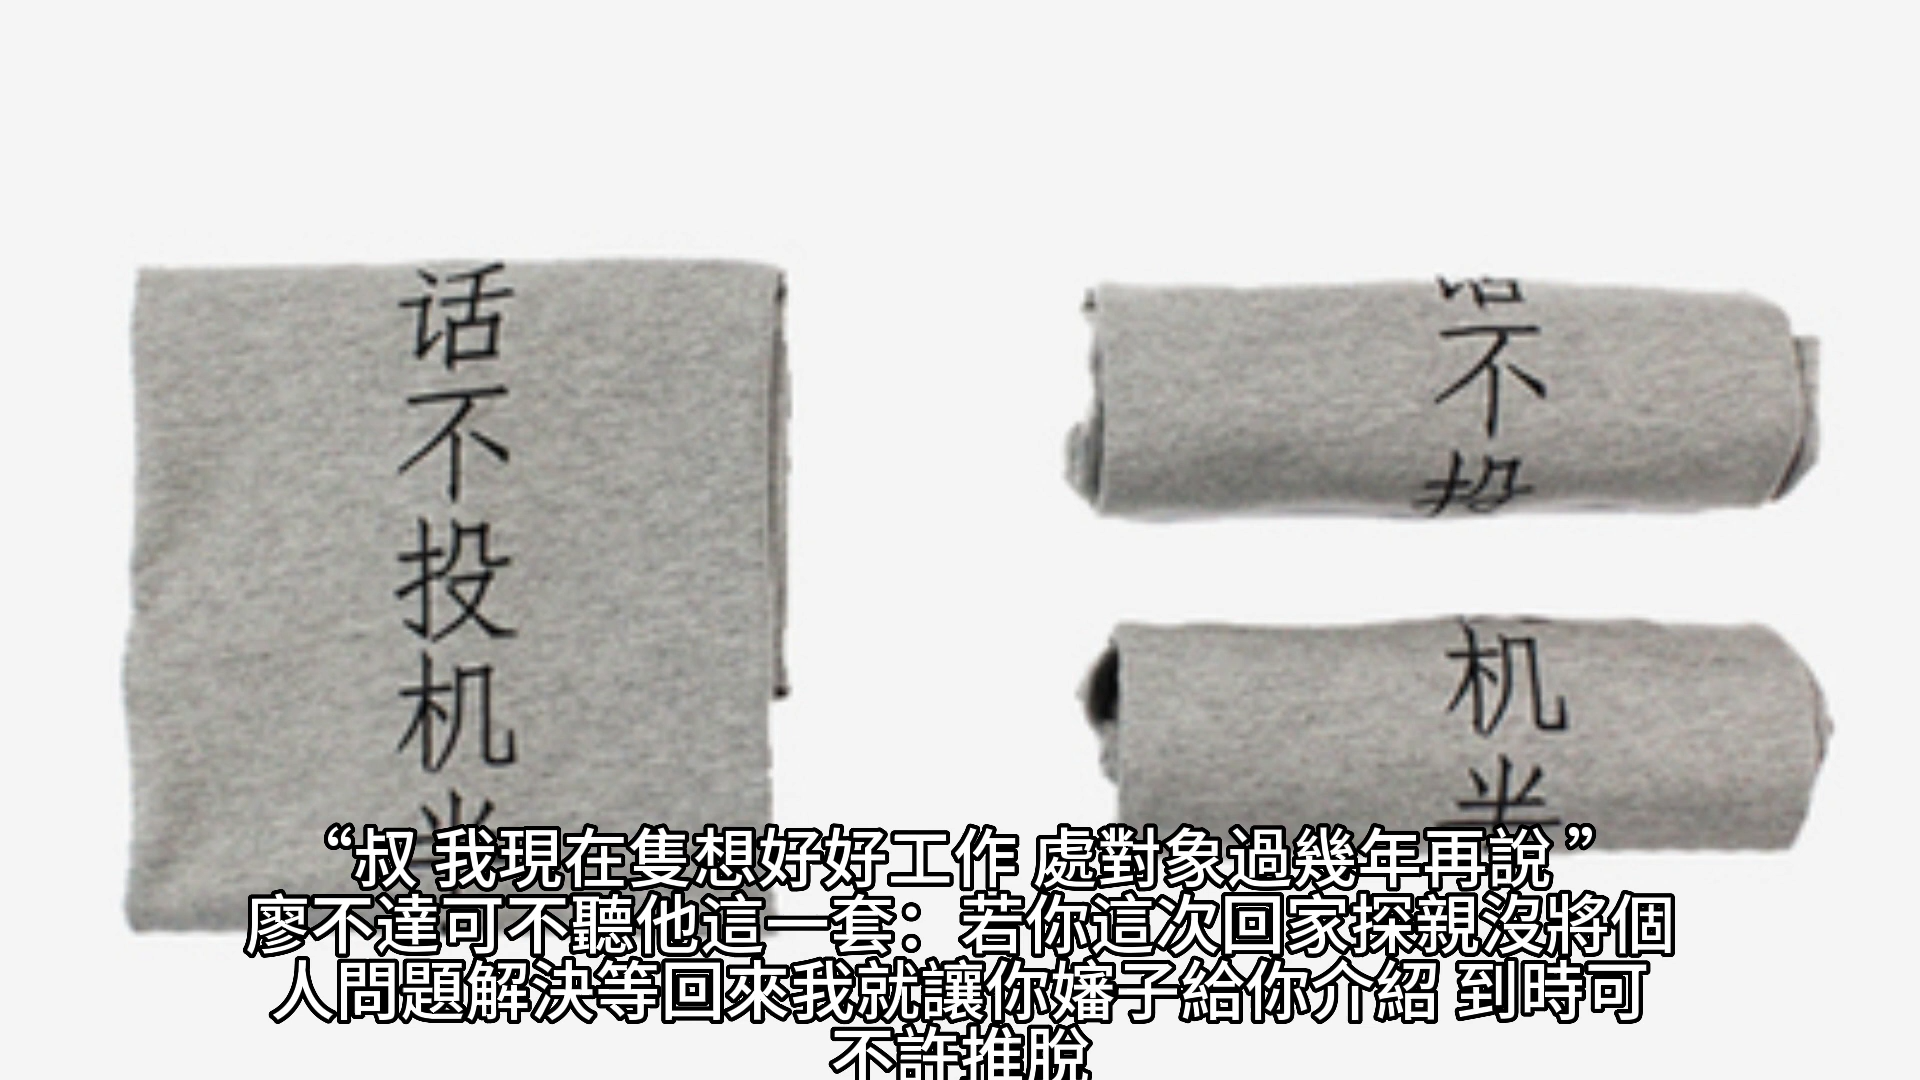 话不投机半
不投
机半
“叔 我現在隻想好好工作 處對象過幾年再說 ”
廖不達可不聽他這一套：若你這次回家探親沒將個
人問題解決等回來我就讓你嬸子給你介紹 到時可
不許推脫